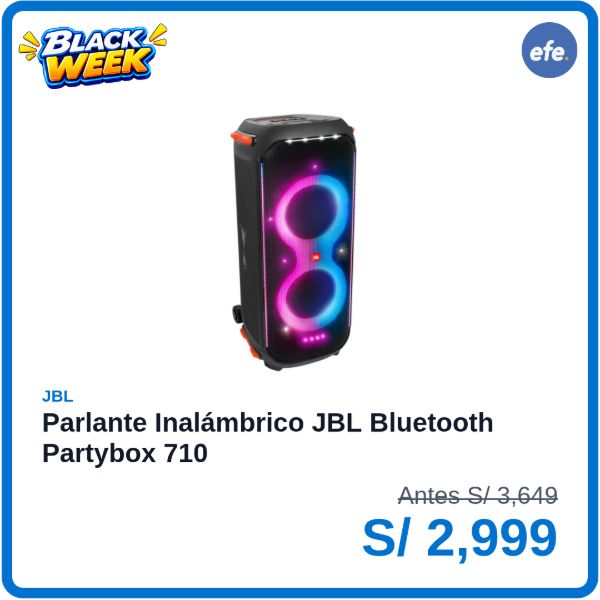 BLACK
WEEK
efe.
JBL
JBL
Parlante Inalámbrico JBL Bluetooth
Partybox 710
Antes S/ 3,649
S/ 2,999